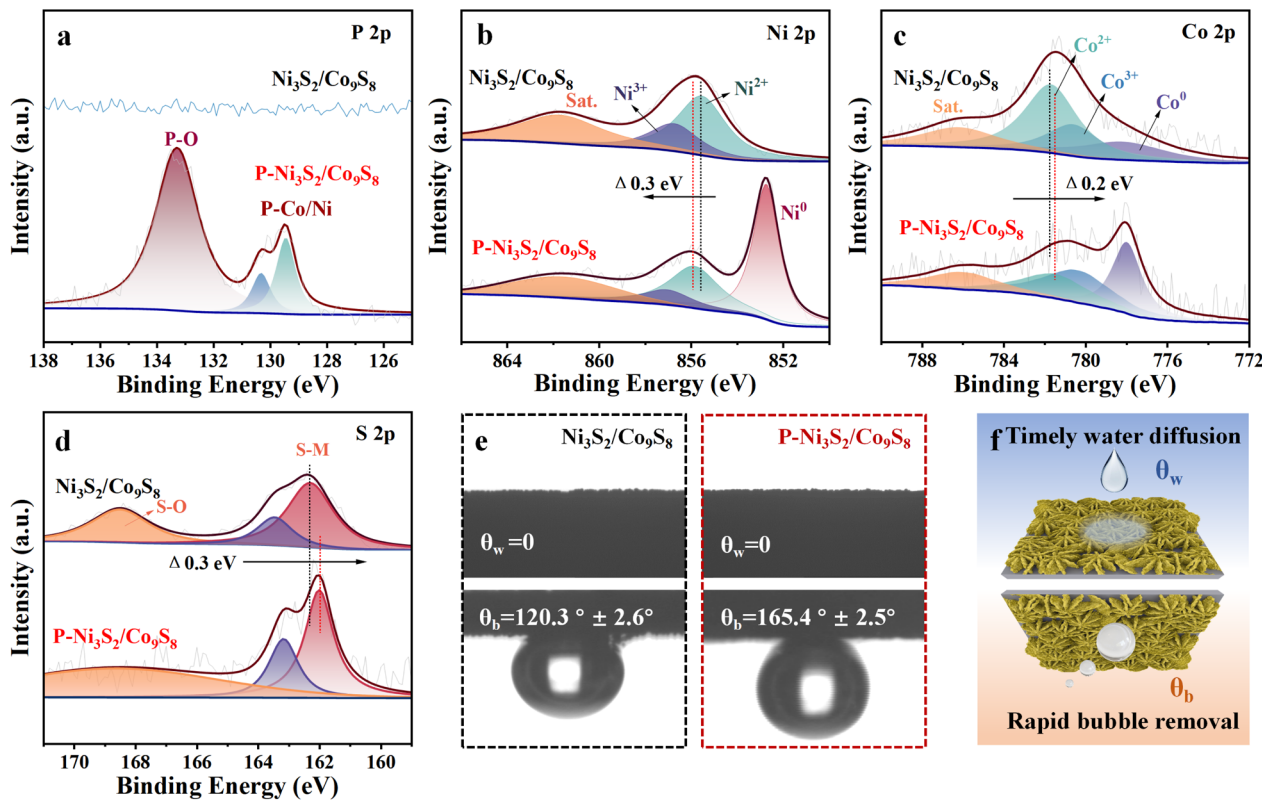 a
P 2p
Ni3S2/Co9S8
P-O
P-Ni3S2/Co9S8
P-Co/Ni
Intensity (a.u.)
138 135 132 129 126
Binding Energy (eV)
b
Ni 2p
Ni3S2/Co9S8
Sat.
Ni3+
Ni2+
Δ 0.3 eV
Ni0
P-Ni3S2/Co9S8
Intensity (a.u.)
864 860 856 852
Binding Energy (eV)
c
Co 2p
Co2+
Ni3S2/Co9S8
Co3+
Sat.
Co0
Δ 0.2 eV
P-Ni3S2/Co9S8
Intensity (a.u.)
788 784 780 776 772
Binding Energy (eV)
d
S 2p
S-M
Ni3S2/Co9S8
S-O
Δ 0.3 eV
P-Ni3S2/Co9S8
Intensity (a.u.)
170 168 166 164 162 160
Binding Energy (eV)
e
Ni3S2/Co9S8
θw=0
θb=120.3 ° ± 2.6°
P-Ni3S2/Co9S8
θw=0
θb=165.4 ° ± 2.5°
f
Timely water diffusion
θw
θb
Rapid bubble removal